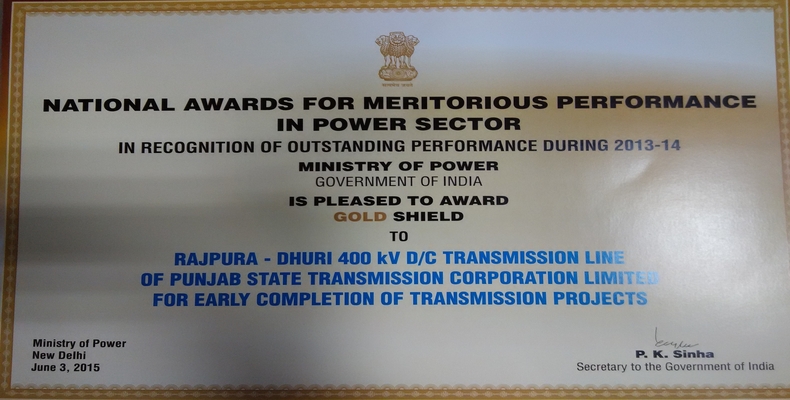 NATIONAL AWARDS FOR MERITORIOUS PERFORMANCE
IN POWER SECTOR
IN RECOGNITION OF OUTSTANDING PERFORMANCE DURING 2013-14
MINISTRY OF POWER
GOVERNMENT OF INDIA
IS PLEASED TO AWARD
GOLD SHIELD
TO
RAJPURA - DHURI 400 kV D/C TRANSMISSION LINE
OF PUNJAB STATE TRANSMISSION CORPORATION LIMITED
FOR EARLY COMPLETION OF TRANSMISSION PROJECTS
Ministry of Power
New Delhi
June 3, 2015
P. K. Sinha
Secretary to the Government of India